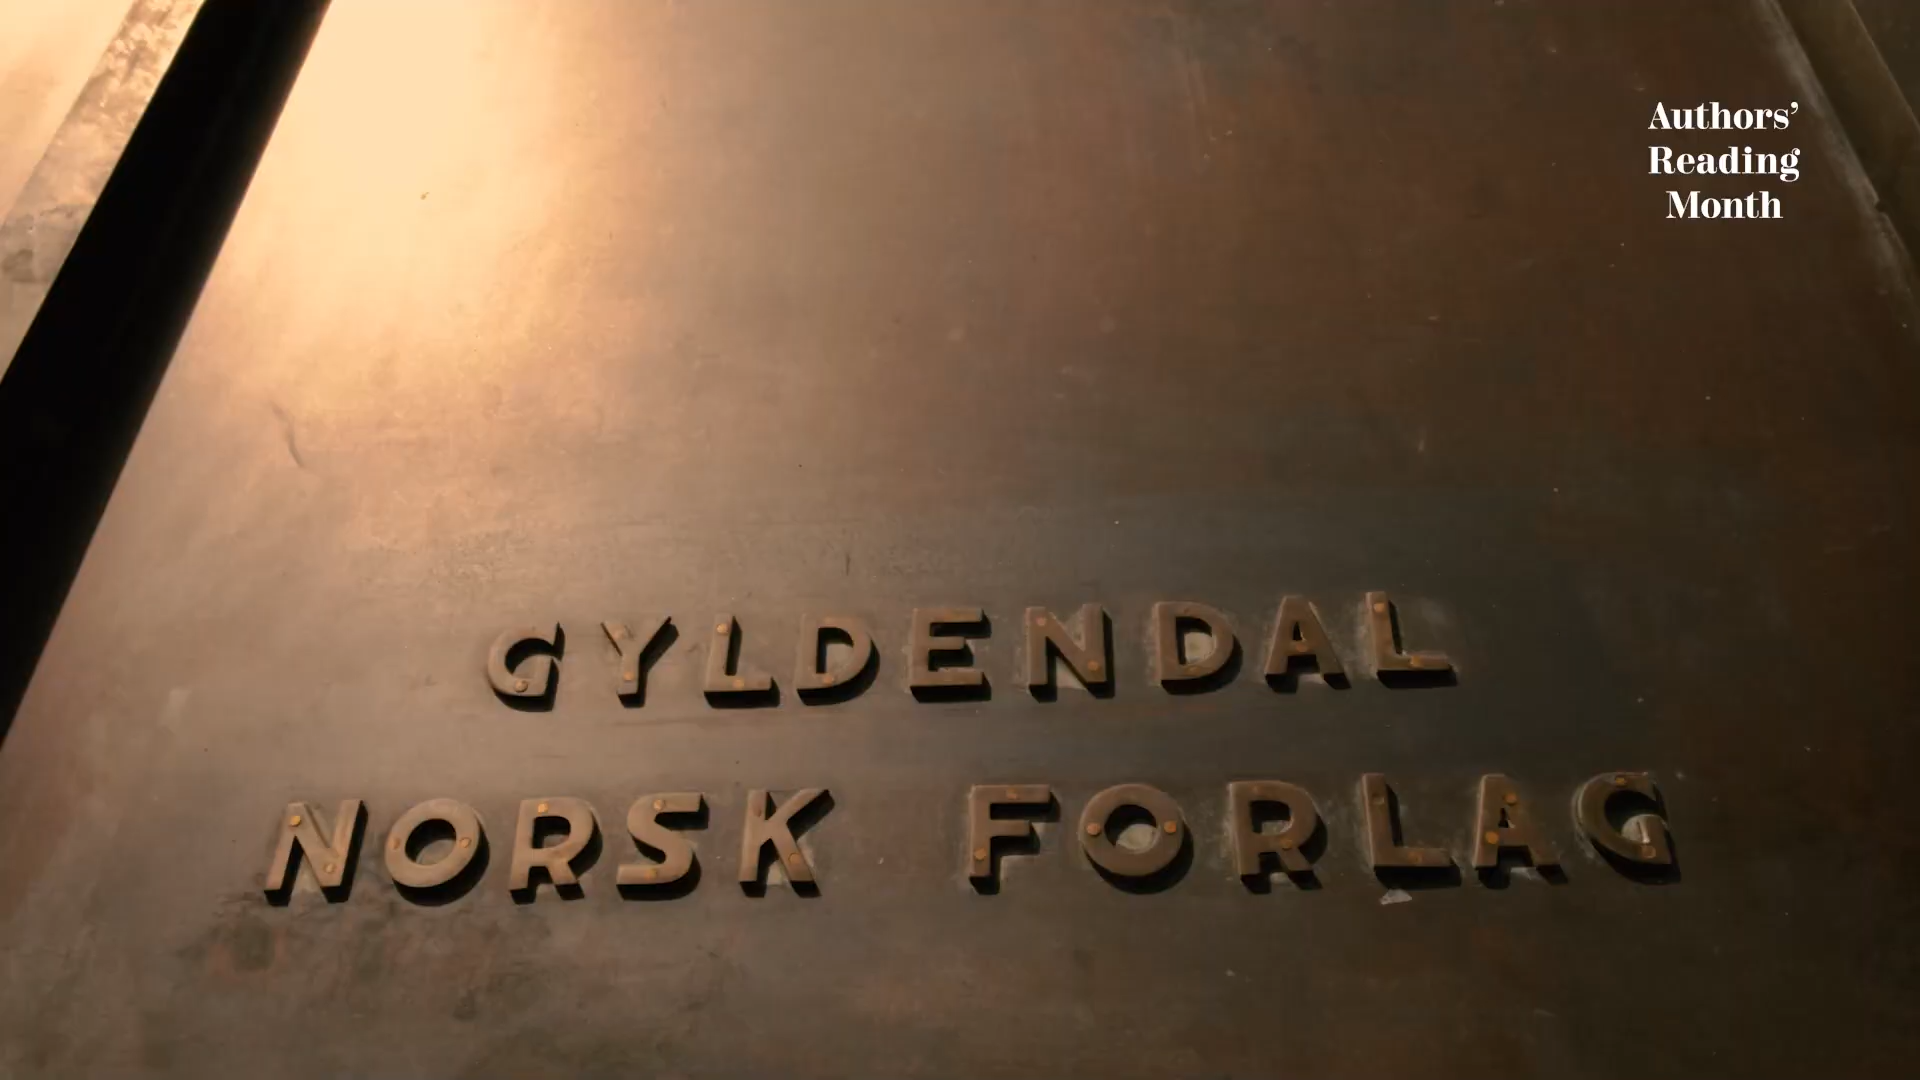 Authors’
Reading
Month
GYLDENDAL
NORSK FORLAG